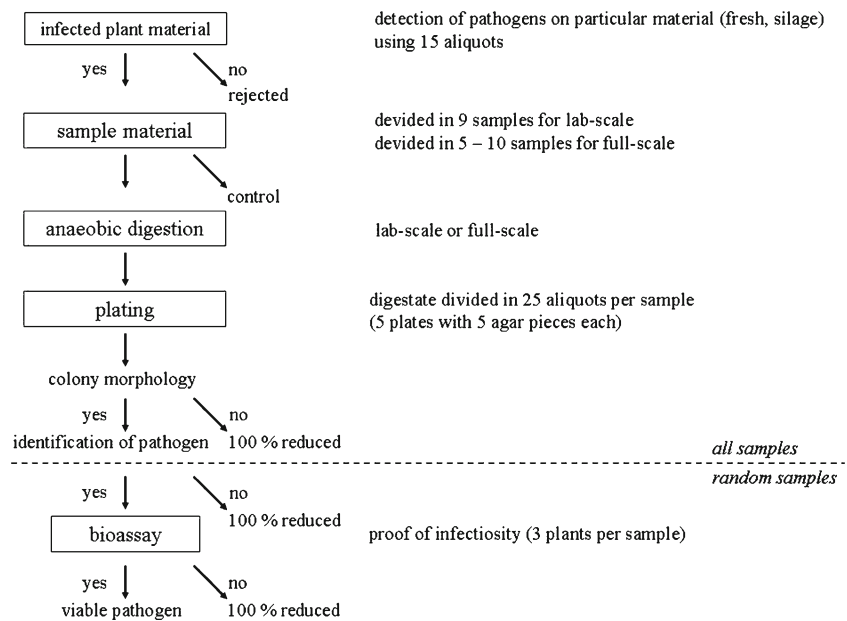 infected plant material
detection of pathogens on particular material (fresh, silage)
using 15 aliquots
yes
no
rejected
sample material
devided in 9 samples for lab-scale
devided in 5 – 10 samples for full-scale
control
anaeobic digestion
lab-scale or full-scale
plating
digestate divided in 25 aliquots per sample
(5 plates with 5 agar pieces each)
colony morphology
yes
no
identification of pathogen
100 % reduced
all samples
random samples
yes
no
100 % reduced
bioassay
proof of infectiosity (3 plants per sample)
yes
no
viable pathogen
100 % reduced